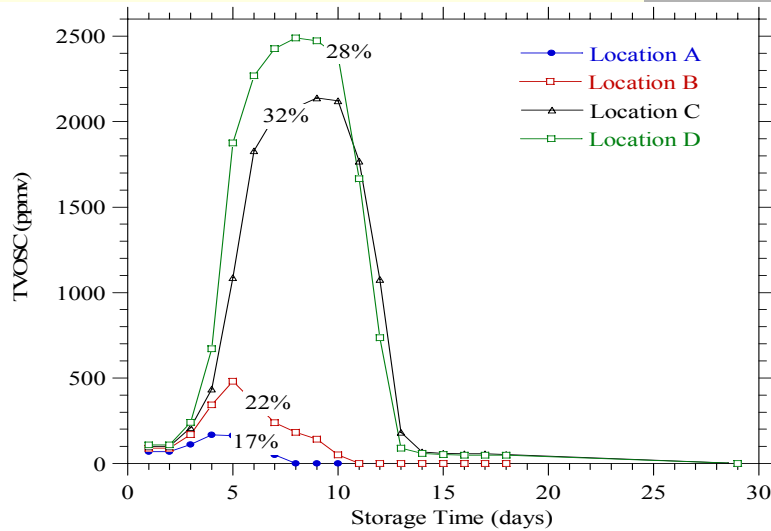 2500
2000
1500
1000
500
0
TVOSC (ppmv)
28%
32%
22%
17%
Location A
Location B
Location C
Location D
0 5 10 15 20 25 30
Storage Time (days)